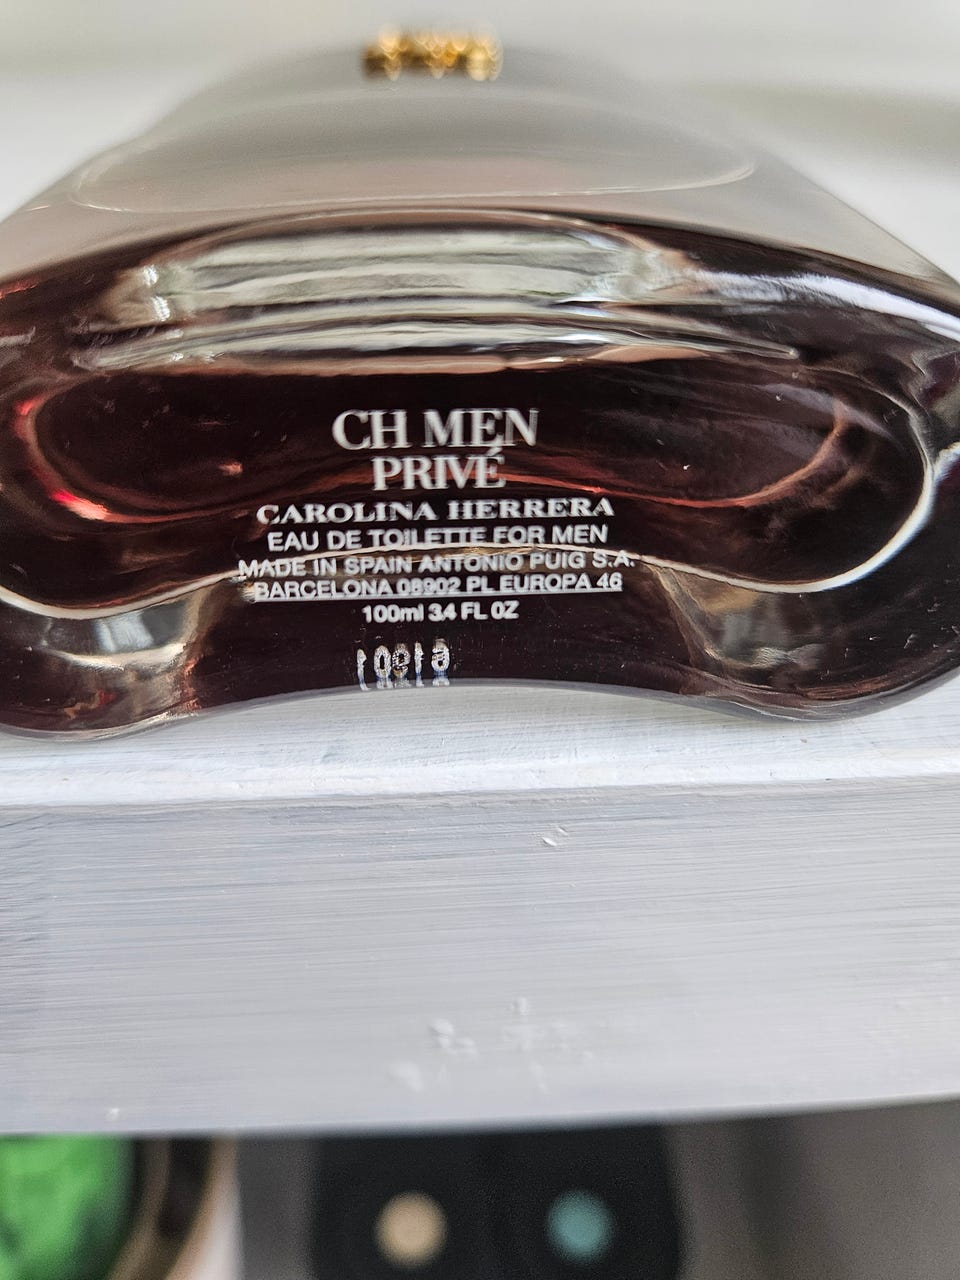 CH MEN
PRIVÉ
CAROLINA HERRERA
EAU DE TOILETTE FOR MEN
MADE IN SPAIN ANTONIO PUIG S.A.
BARCELONA 08902 PL EUROPA 46
100ml 3.4 FL OZ